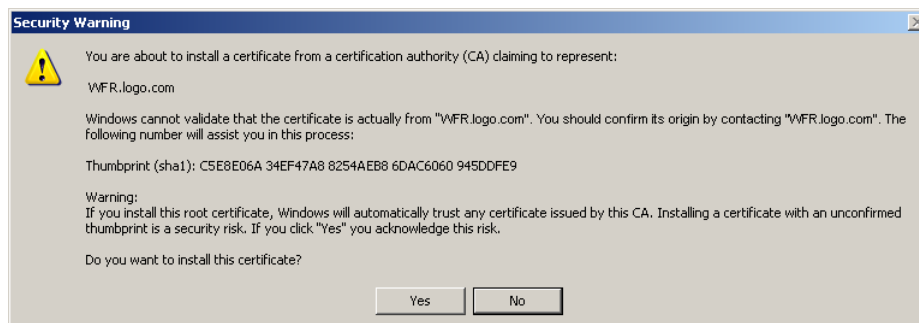 Security Warning
You are about to install a certificate from a certification authority (CA) claiming to represent:
WFR.logo.com
Windows cannot validate that the certificate is actually from "WFR.logo.com". You should confirm its origin by contacting "WFR.logo.com". The
following number will assist you in this process:
Thumbprint (sha1): C5E8E06A 34EF47A8 8254AEB8 6DAC6060 945DDFE9
Warning:
If you install this root certificate, Windows will automatically trust any certificate issued by this CA. Installing a certificate with an unconfirmed
thumbprint is a security risk. If you click "Yes" you acknowledge this risk.
Do you want to install this certificate?
Yes No